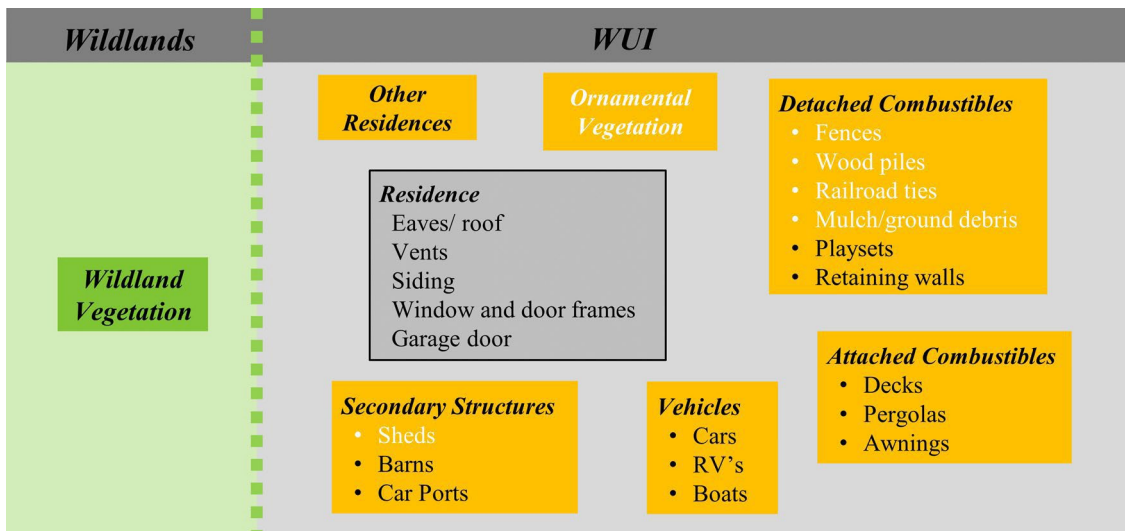 Wildlands
WUI
Other
Residences
Ornamental
Vegetation
Detached Combustibles
• Fences
• Wood piles
• Railroad ties
• Mulch/ground debris
• Playsets
• Retaining walls
Residence
Eaves/ roof
Vents
Siding
Window and door frames
Garage door
Wildland
Vegetation
Attached Combustibles
• Decks
• Pergolas
• Awnings
Secondary Structures
• Sheds
• Barns
• Car Ports
Vehicles
• Cars
• RV's
• Boats